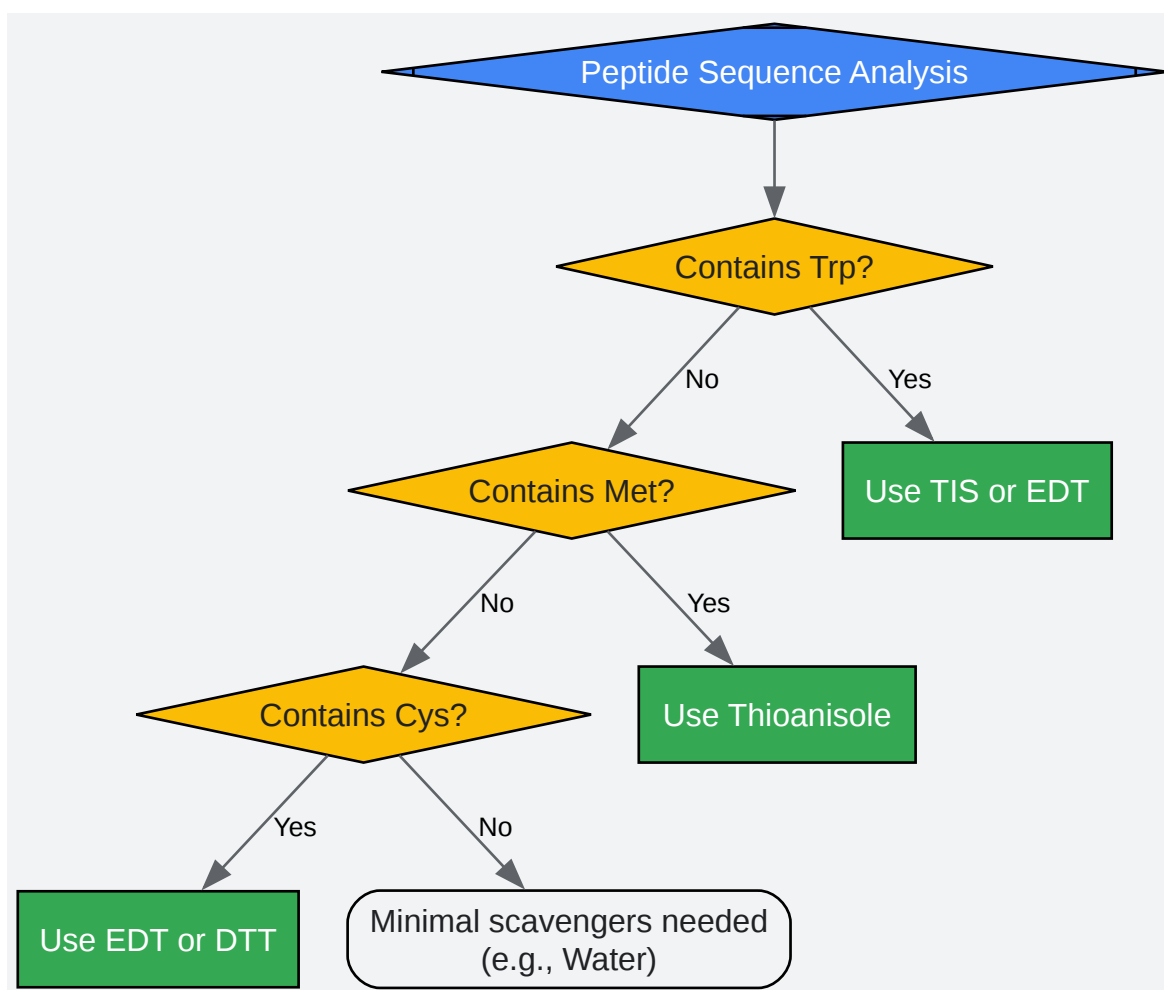 Peptide Sequence Analysis
Contains Trp?
No
Yes
Contains Met?
Use TIS or EDT
No
Yes
Contains Cys?
Use Thioanisole
Yes
No
Use EDT or DTT
Minimal scavengers needed
(e.g., Water)